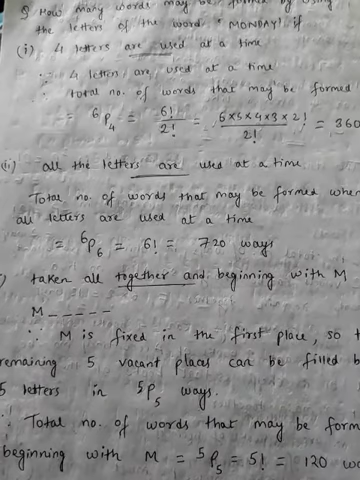 Q How many words may be formed by using
the letters of the word 'MONDAY' if
(i) 4 letters are used at a time
∵ 4 letters are used at a time
∴ total no. of words that may be formed
= ⁶P₄ = 6!/2! = 6×5×4×3×2!/2! = 360
(ii) all the letters are used at a time.
Total no. of words that may be formed when
all letters are used at a time
= ⁶P₆ = 6! = 720 ways
) taken all together and beginning with M
M _ _ _ _ _
∵ M is fixed in the first place, so t
remaining 5 vacant places can be filled b
5 letters in ⁵P₅ ways.
∴ Total no. of words that may be form
beginning with M = ⁵P₅ = 5! = 120 wa